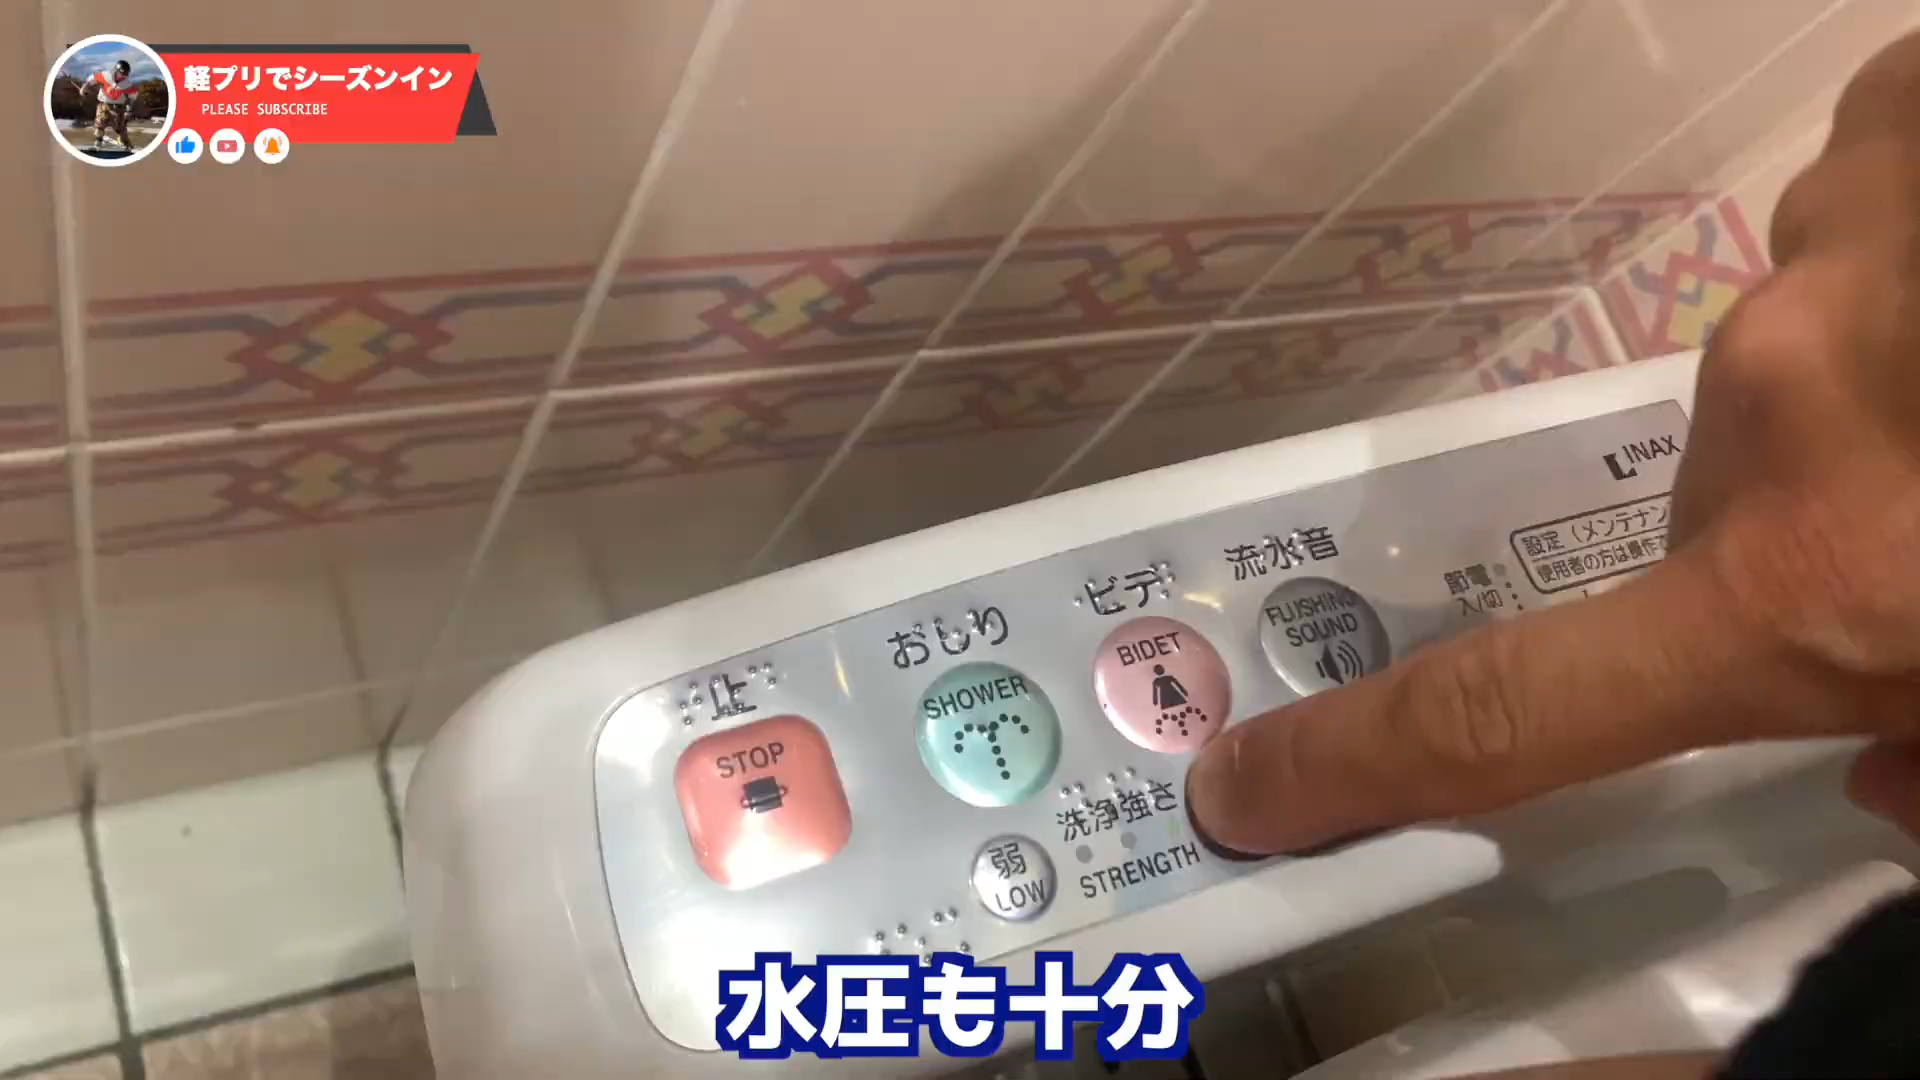 軽プリでシーズンイン
PLEASE SUBSCRIBE
INAX
設定（メンテナン
使用者の方は操作
節電
入/切
流水音
FLUSHING
SOUND
ビデ
BIDET
おしり
SHOWER
止
STOP
洗浄強さ
弱
LOW
STRENGTH
水圧も十分